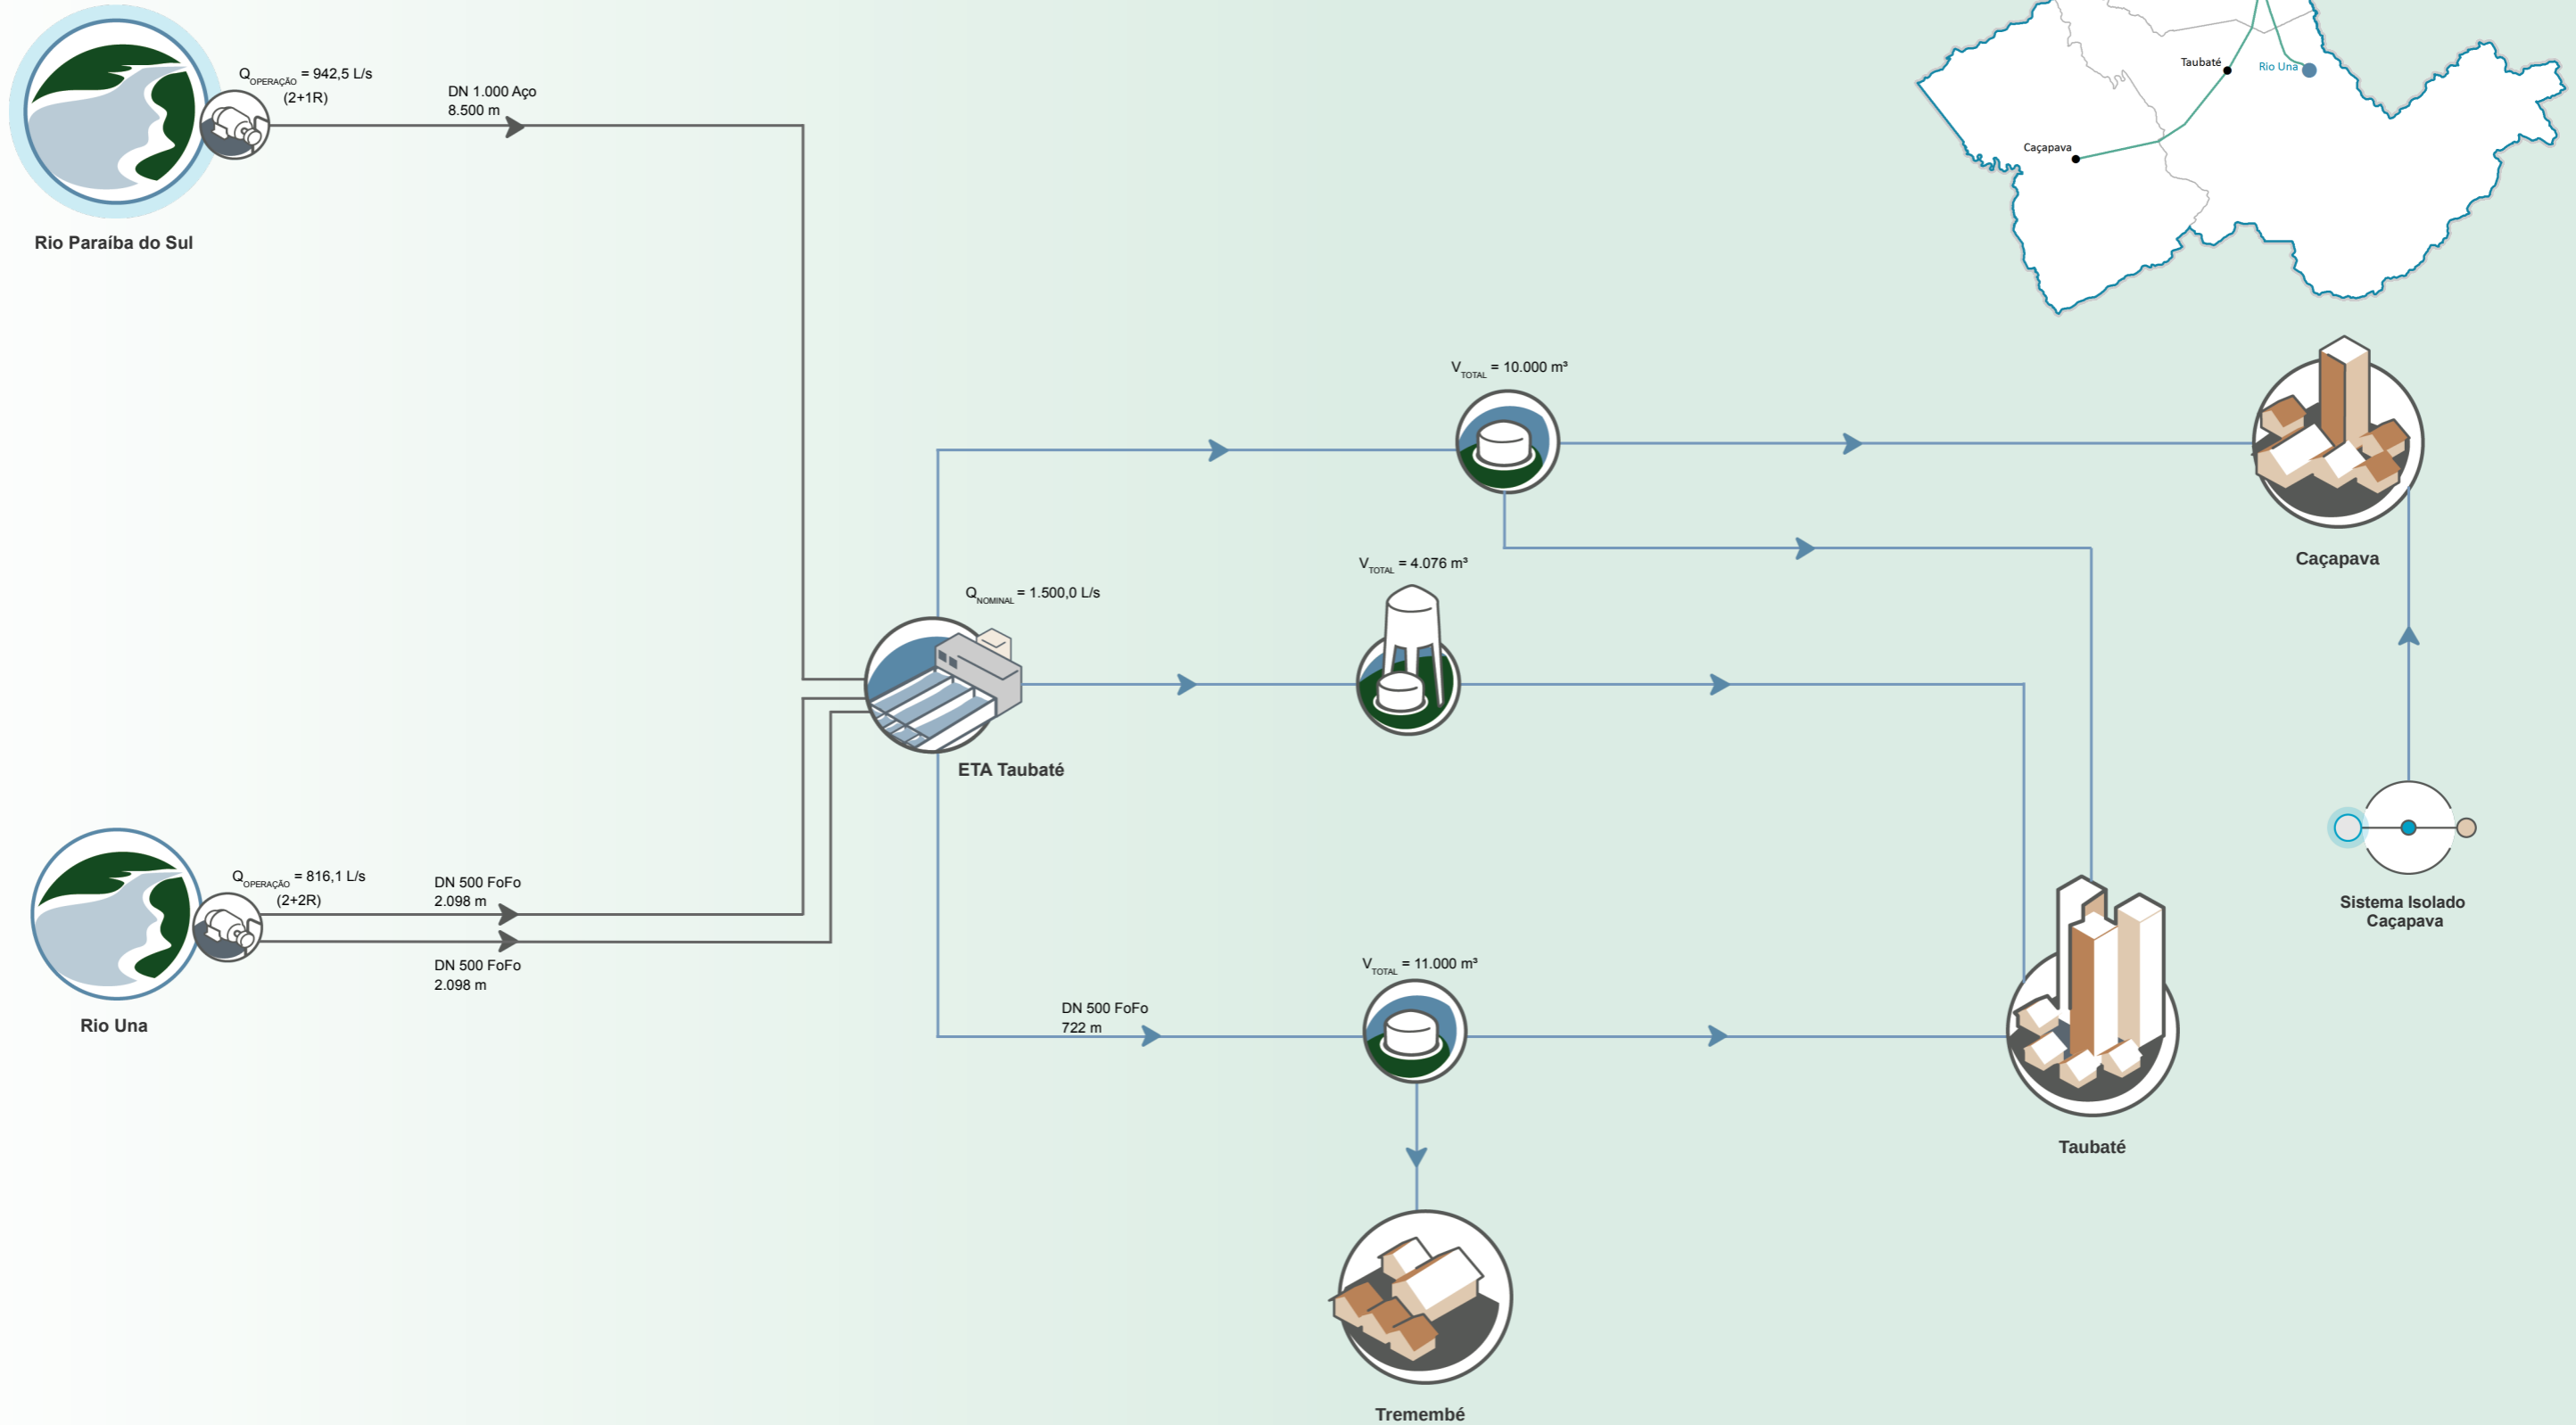 Taubaté
Rio Una
Caçapava
Q OPERAÇÃO = 942,5 L/s
(2+1R)
DN 1.000 Aço
8.500 m
Rio Paraíba do Sul
V TOTAL = 10.000 m³
Caçapava
V TOTAL = 4.076 m³
Q NOMINAL = 1.500,0 L/s
ETA Taubaté
Q OPERAÇÃO = 816,1 L/s
(2+2R)
DN 500 FoFo
2.098 m
DN 500 FoFo
2.098 m
Rio Una
Sistema Isolado
Caçapava
V TOTAL = 11.000 m³
DN 500 FoFo
722 m
Taubaté
Tremembé